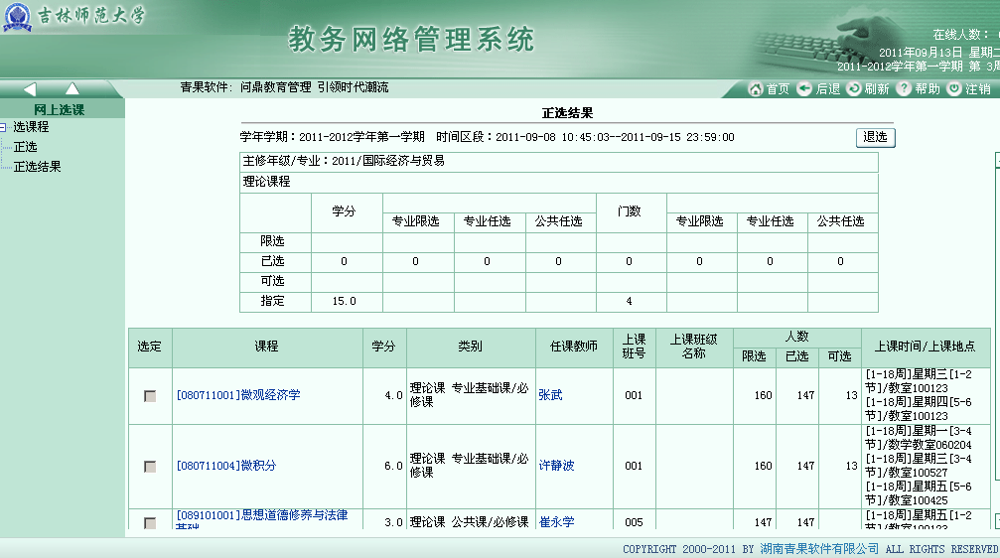 吉林师范大学
教务网络管理系统
在线人数：
2011年09月13日 星期二
2011-2012学年第一学期 第 3周
青果软件: 问鼎教育管理 引领时代潮流
首页 后退 刷新 帮助 注销
网上选课
选课程
正选
正选结果
正选结果
学年学期：2011-2012学年第一学期 时间区段：2011-09-08 10:45:03--2011-09-15 23:59:00 退选
主修年级/专业：2011/国际经济与贸易
理论课程
学分 门数
专业限选 专业任选 公共任选 专业限选 专业任选 公共任选
限选
已选 0 0 0 0 0 0 0 0
可选
指定 15.0 4
选定 课程 学分 类别 任课教师 上课
班号 上课班级
名称 人数 上课时间/上课地点
限选 已选 可选
[080711001]微观经济学 4.0 理论课 专业基础课/必
修课 张武 001 160 147 13
[1-18周]星期三[1-2
节]/教室100123
[1-18周]星期四[5-6
节]/教室100123
[080711004]微积分 6.0 理论课 专业基础课/必
修课 许静波 001 160 147 13
[1-18周]星期一[3-4
节]/数学教室060204
[1-18周]星期三[3-4
节]/教室100527
[1-18周]星期五[5-6
节]/教室100425
[089101001]思想道德修养与法律
基础 3.0 理论课 公共课/必修课 崔永学 005 147 147
[1-18周]星期五[1-2
节]/教室100123
COPYRIGHT 2000-2011 BY 湖南青果软件有限公司 ALL RIGHTS RESERVED